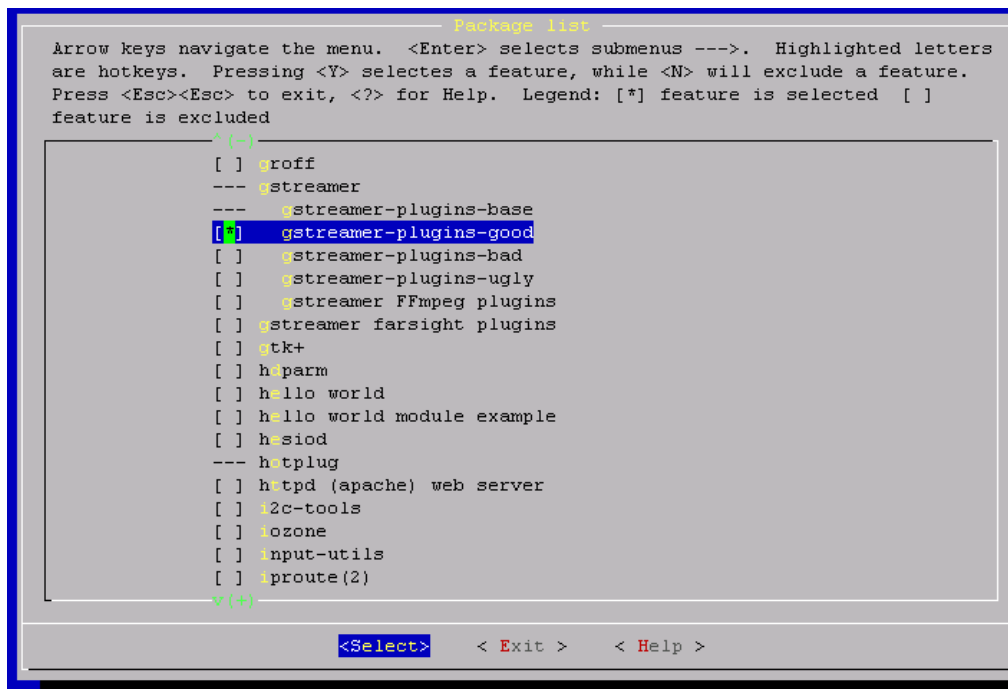 Package list
Arrow keys navigate the menu.  <Enter> selects submenus --->.  Highlighted letters
are hotkeys.  Pressing <Y> selectes a feature, while <N> will exclude a feature.
Press <Esc><Esc> to exit, <?> for Help.  Legend: [*] feature is selected  [ ]
feature is excluded
^(-)
[ ] groff
--- gstreamer
---   gstreamer-plugins-base
[*]   gstreamer-plugins-good
[ ]   gstreamer-plugins-bad
[ ]   gstreamer-plugins-ugly
[ ]   gstreamer FFmpeg plugins
[ ] gstreamer farsight plugins
[ ] gtk+
[ ] hdparm
[ ] hello world
[ ] hello world module example
[ ] hesiod
--- hotplug
[ ] httpd (apache) web server
[ ] i2c-tools
[ ] iozone
[ ] input-utils
[ ] iproute(2)
v(+)
<Select>    < Exit >    < Help >